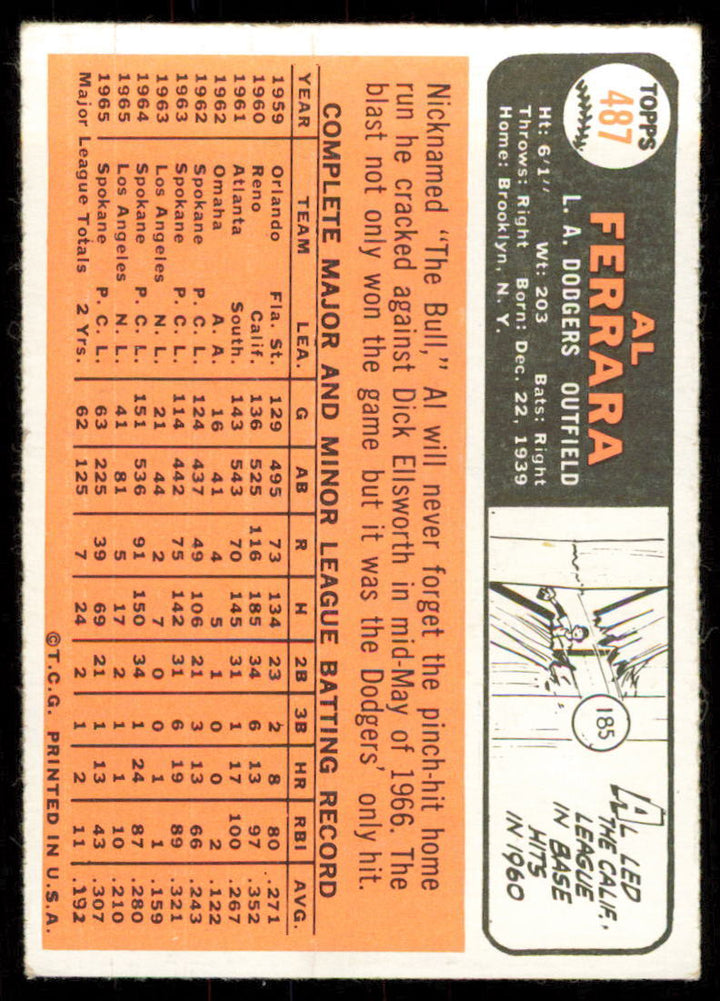 TOPPS
487
AL
FERRARA
L. A. DODGERS OUTFIELD
Ht: 6/1" Wt: 203 Bats: Right
Throws: Right Born: Dec. 22, 1939
Home: Brooklyn, N. Y.
185
AL LED
THE CALIF.
LEAGUE
IN BASE
HITS
IN 1960
Nicknamed "The Bull," Al will never forget the pinch-hit home
run he cracked against Dick Ellsworth in mid-May of 1966. The
blast not only won the game but it was the Dodgers' only hit.
COMPLETE MAJOR AND MINOR LEAGUE BATTING RECORD
YEAR TEAM LEA. G AB R H 2B 3B HR RBI AVG.
1959 Orlando Fla. St. 129 495 73 134 23 2 8 80 .271
1960 Reno Calif. 136 525 116 185 34 6 13 97 .352
1961 Atlanta South. 143 543 70 145 31 1 17 100 .267
1962 Omaha A. A. 16 41 4 5 1 0 0 2 .122
1962 Spokane P. C. L. 124 437 49 106 21 3 13 66 .243
1963 Spokane P. C. L. 114 442 75 142 31 6 19 89 .321
1963 Los Angeles N. L. 21 44 2 7 0 0 1 1 .159
1964 Spokane P. C. L. 151 536 91 150 34 1 24 87 .280
1965 Los Angeles N. L. 41 81 5 17 2 1 1 10 .210
1965 Spokane P. C. L. 63 225 39 69 21 1 13 43 .307
Major League Totals 2 Yrs. 62 125 7 24 2 1 2 11 .192
©T.C.G. PRINTED IN U.S.A.